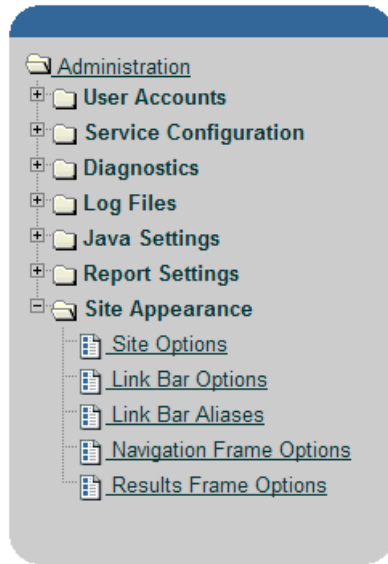 Administration
User Accounts
Service Configuration
Diagnostics
Log Files
Java Settings
Report Settings
Site Appearance
Site Options
Link Bar Options
Link Bar Aliases
Navigation Frame Options
Results Frame Options